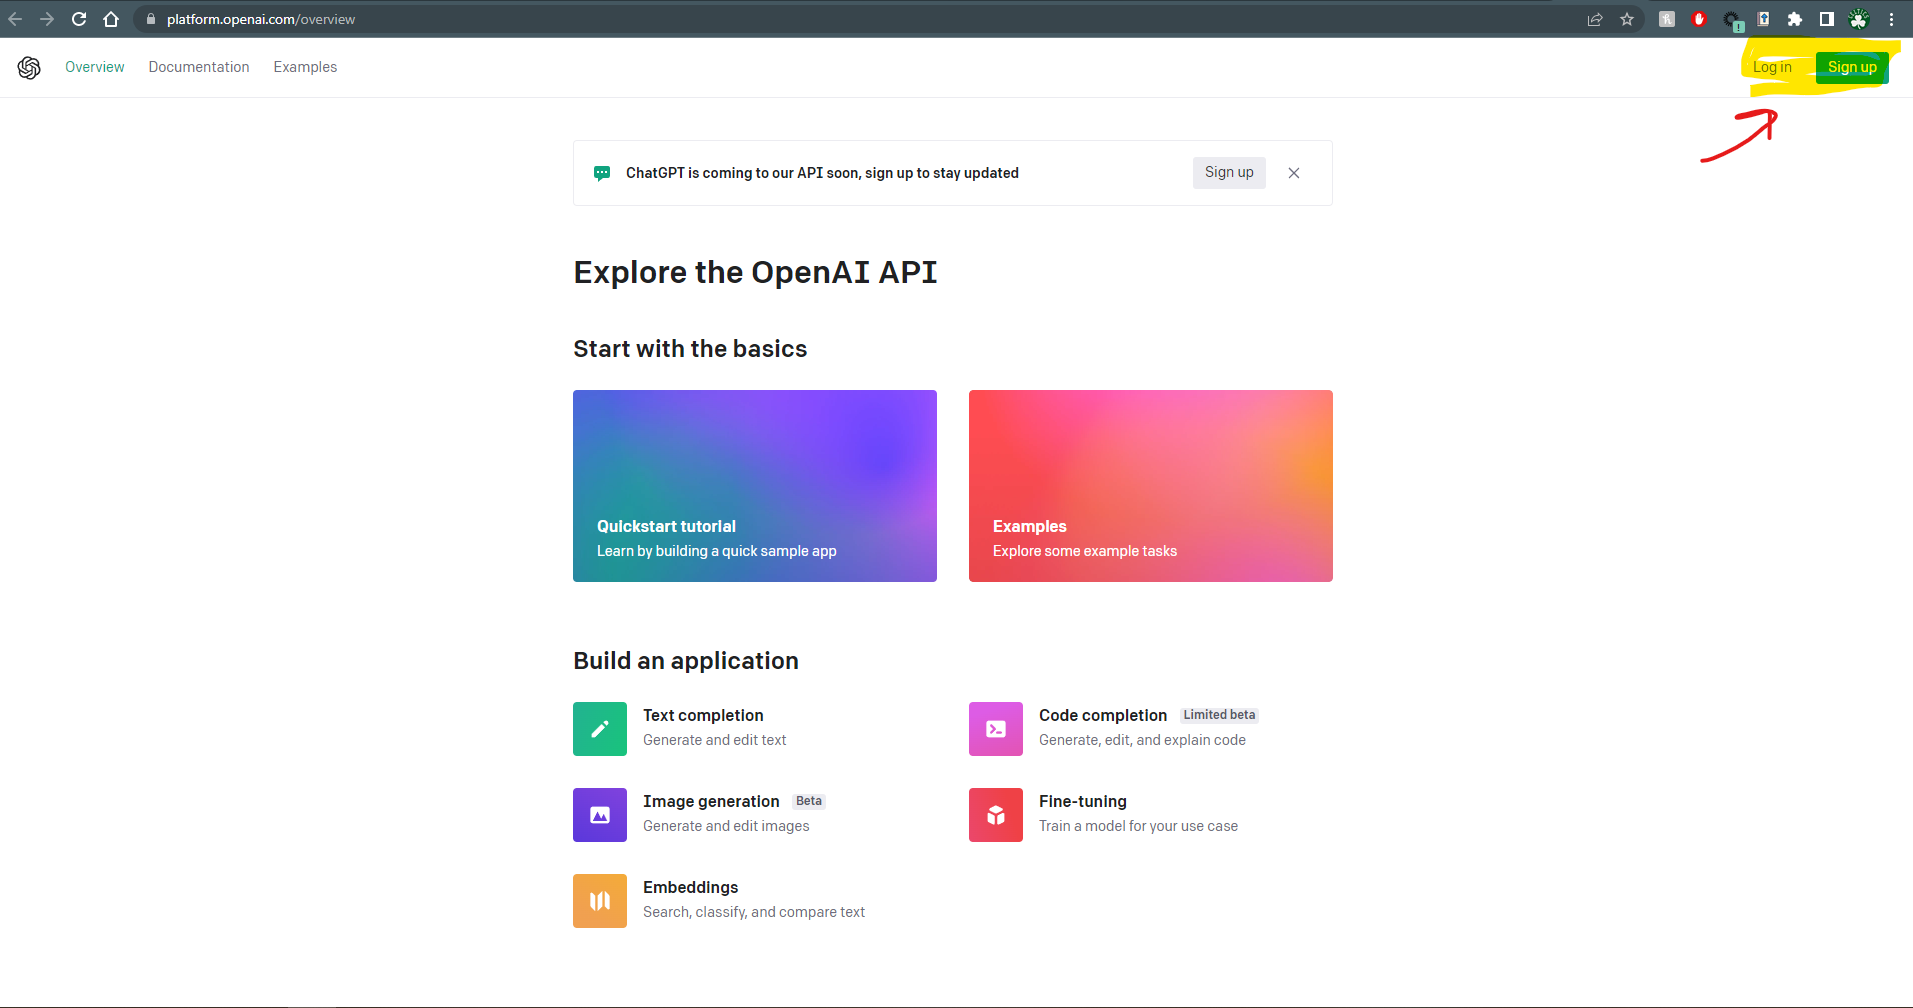 platform.openai.com/overview
Overview Documentation Examples Log in Sign up
ChatGPT is coming to our API soon, sign up to stay updated Sign up
Explore the OpenAI API
Start with the basics
Quickstart tutorial
Learn by building a quick sample app
Examples
Explore some example tasks
Build an application
Text completion
Generate and edit text
Code completion Limited beta
Generate, edit, and explain code
Image generation Beta
Generate and edit images
Fine-tuning
Train a model for your use case
Embeddings
Search, classify, and compare text